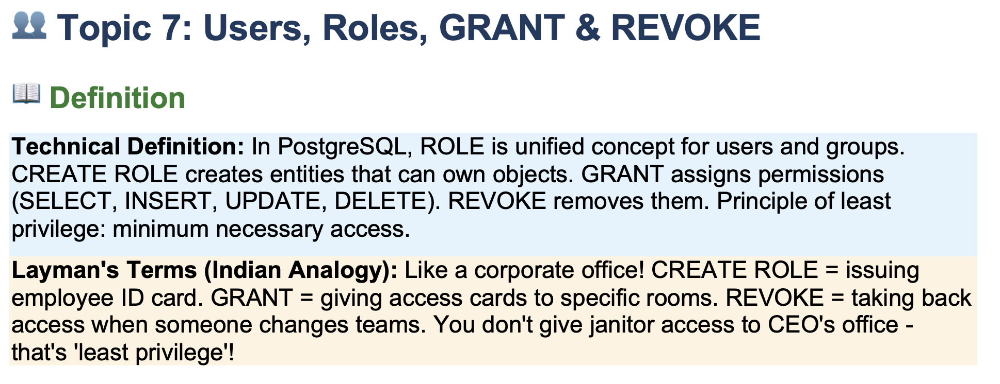 Topic 7: Users, Roles, GRANT & REVOKE
Definition
Technical Definition: In PostgreSQL, ROLE is unified concept for users and groups.
CREATE ROLE creates entities that can own objects. GRANT assigns permissions
(SELECT, INSERT, UPDATE, DELETE). REVOKE removes them. Principle of least
privilege: minimum necessary access.
Layman's Terms (Indian Analogy): Like a corporate office! CREATE ROLE = issuing
employee ID card. GRANT = giving access cards to specific rooms. REVOKE = taking back
access when someone changes teams. You don't give janitor access to CEO's office -
that's 'least privilege'!